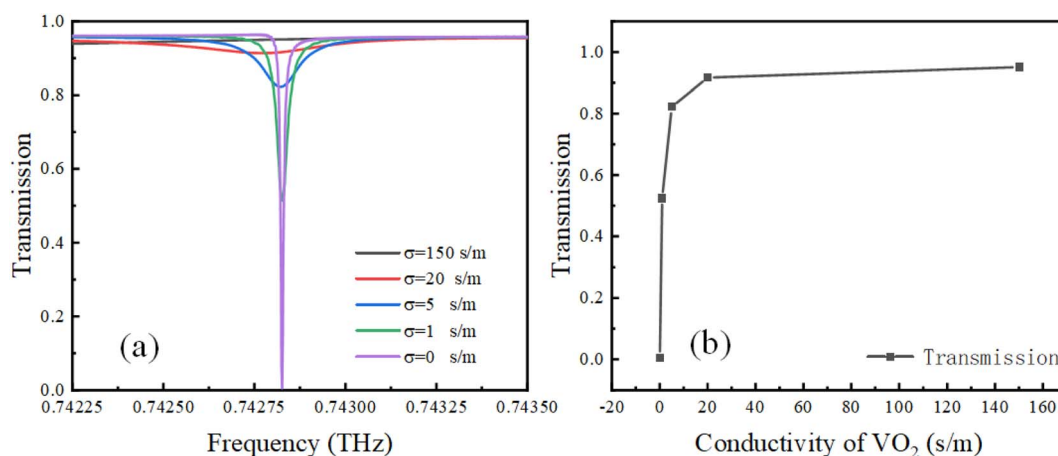 1.0
0.8
0.6
0.4
0.2
0.0
Transmission
σ=150 s/m
σ=20 s/m
σ=5 s/m
σ=1 s/m
σ=0 s/m
(a)
0.74225 0.74250 0.74275 0.74300 0.74325 0.74350
Frequency (THz)
1.0
0.8
0.6
0.4
0.2
0.0
Transmission
(b)
Transmission
-20 0 20 40 60 80 100 120 140 160
Conductivity of VO₂ (s/m)